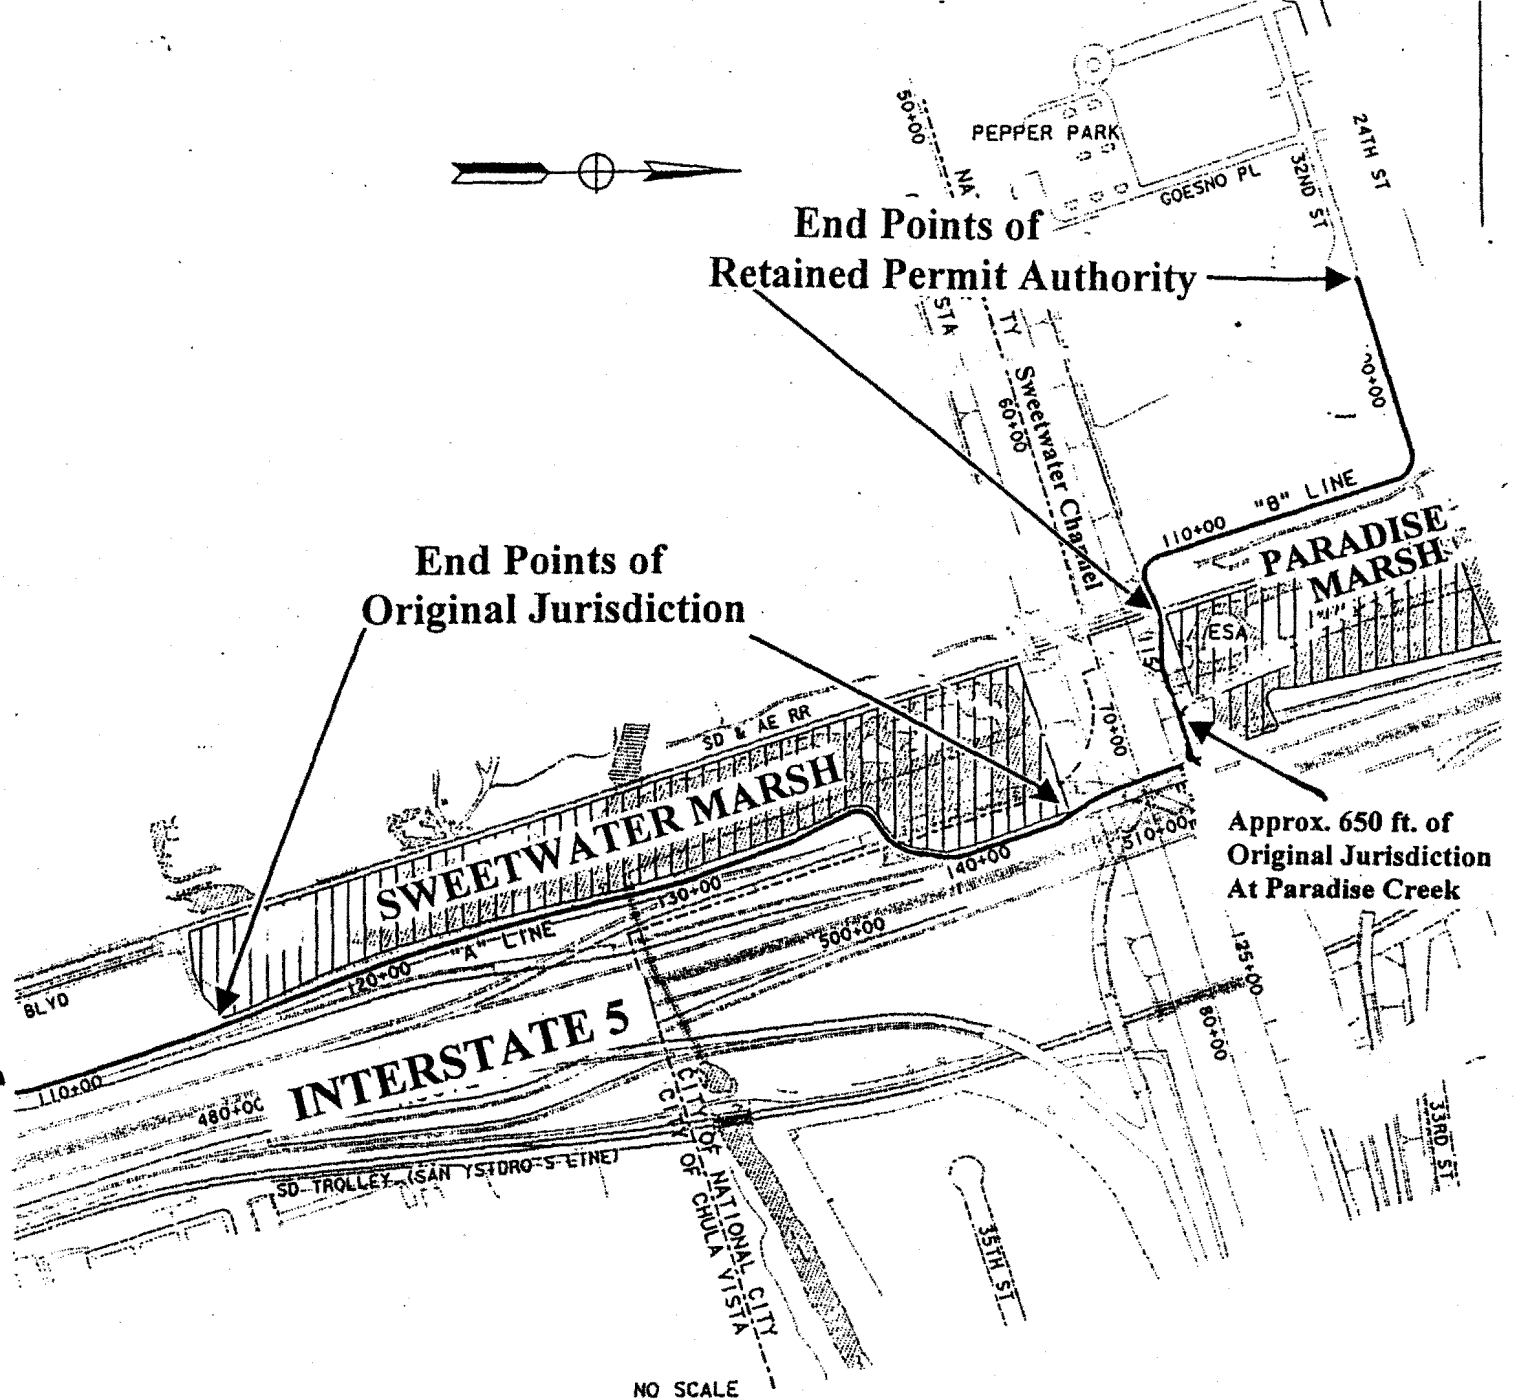 50+00
PEPPER PARK
24TH ST
32ND ST
GOESNO PL
NA
End Points of
Retained Permit Authority
STA
TY
Sweetwater Channel
60+00
"B" LINE
110+00
PARADISE
MARSH
ESA
End Points of
Original Jurisdiction
70+00
SD & AE RR
SWEETWATER MARSH
Approx. 650 ft. of
Original Jurisdiction
At Paradise Creek
510+00
140+00
130+00
"A" LINE
120+00
500+00
125+00
80+00
BLVD
INTERSTATE 5
110+00
480+00
CITY OF NATIONAL CITY
CITY OF CHULA VISTA
SD TROLLEY (SAN YSIDRO S LINE)
33RD ST
35TH ST
NO SCALE